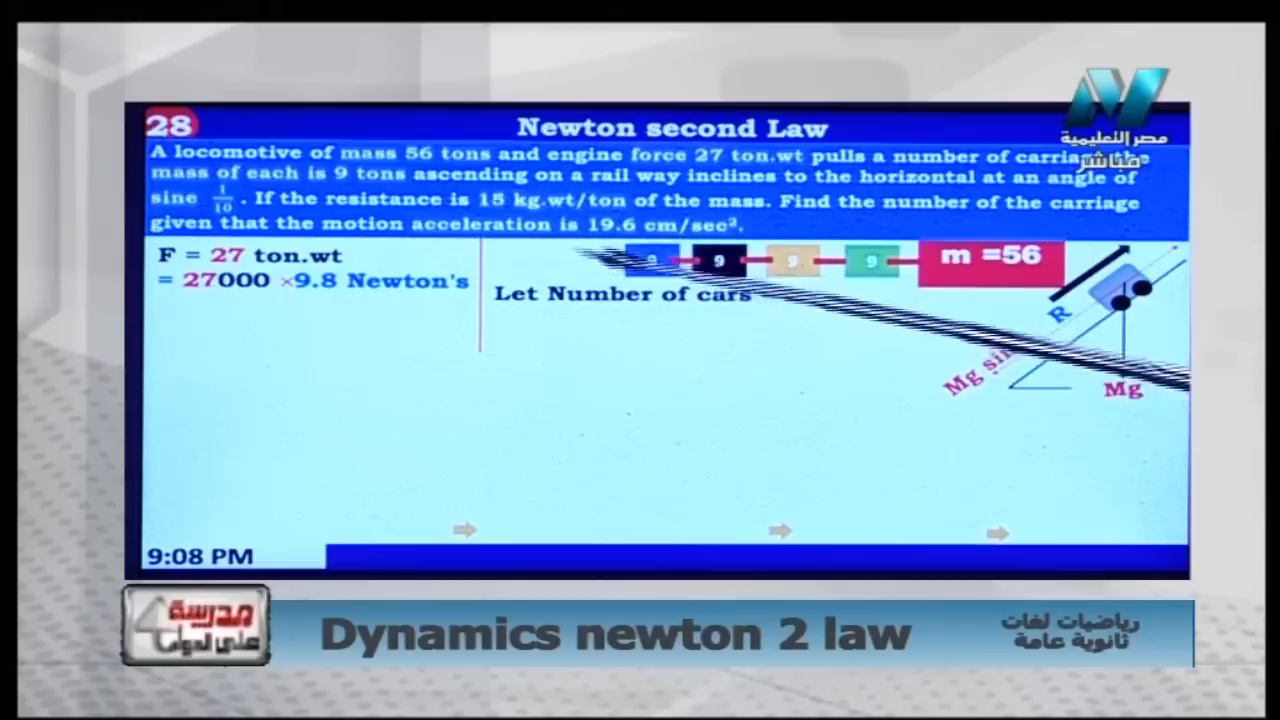 28
Newton second Law
مصر التعليمية
مباشر
A locomotive of mass 56 tons and engine force 27 ton.wt pulls a number of
mass of each is 9 tons ascending on a rail way inclines to the horizontal at an angle of
sine 1/10 . If the resistance is 15 kg.wt/ton of the mass. Find the number of the carriage
given that the motion acceleration is 19.6 cm/sec².
F = 27 ton.wt
= 27000 ×9.8 Newton's
9 9 9 m =56
Let Number of cars
R
Mg
Mg
9:08 PM
مدرسة
على الهواء
Dynamics newton 2 law
رياضيات لغات
ثانوية عامة